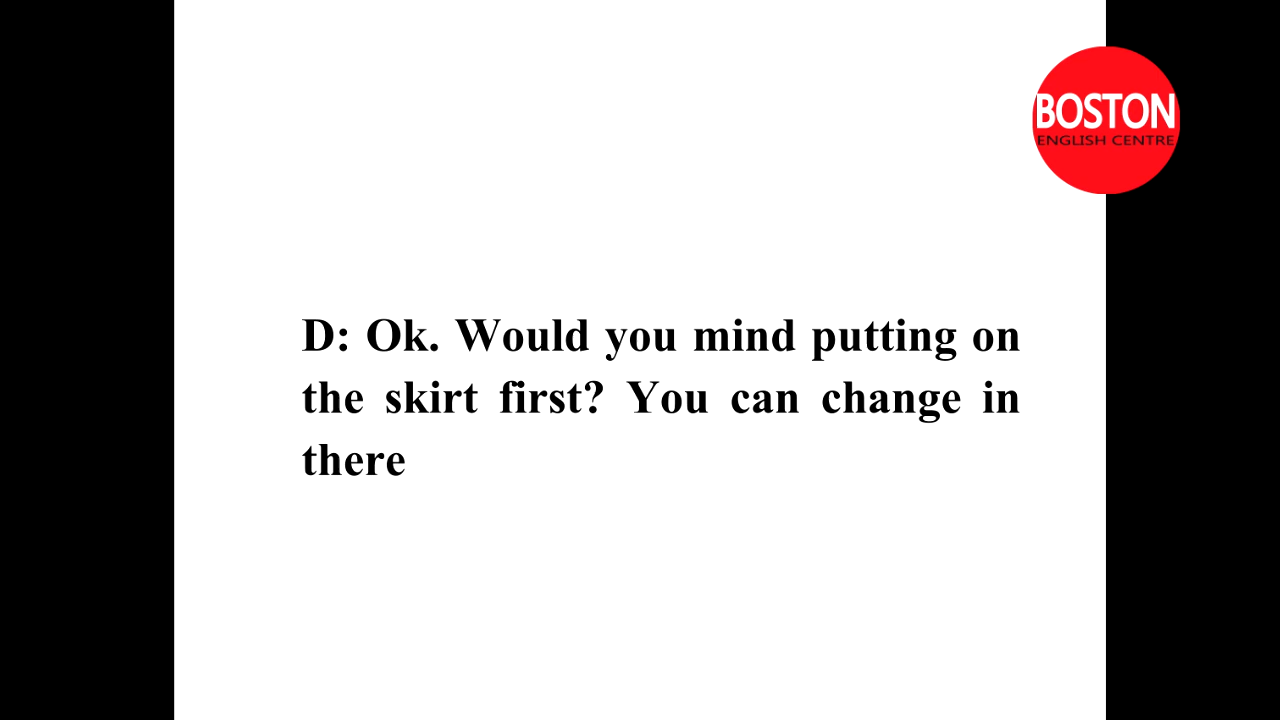 BOSTON
ENGLISH CENTRE
D: Ok. Would you mind putting on
the skirt first? You can change in
there